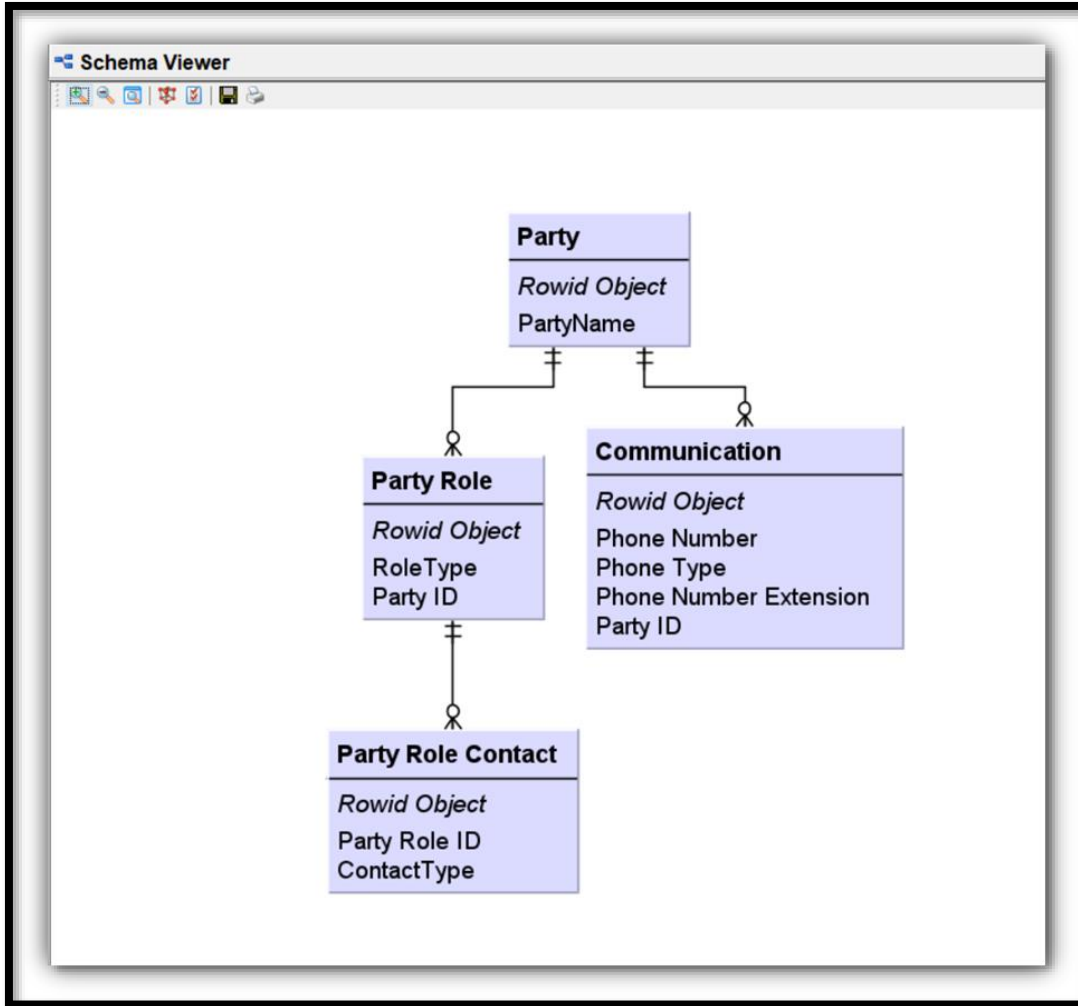 Schema Viewer
Party
Rowid Object
PartyName
Party Role
Rowid Object
RoleType
Party ID
Communication
Rowid Object
Phone Number
Phone Type
Phone Number Extension
Party ID
Party Role Contact
Rowid Object
Party Role ID
ContactType